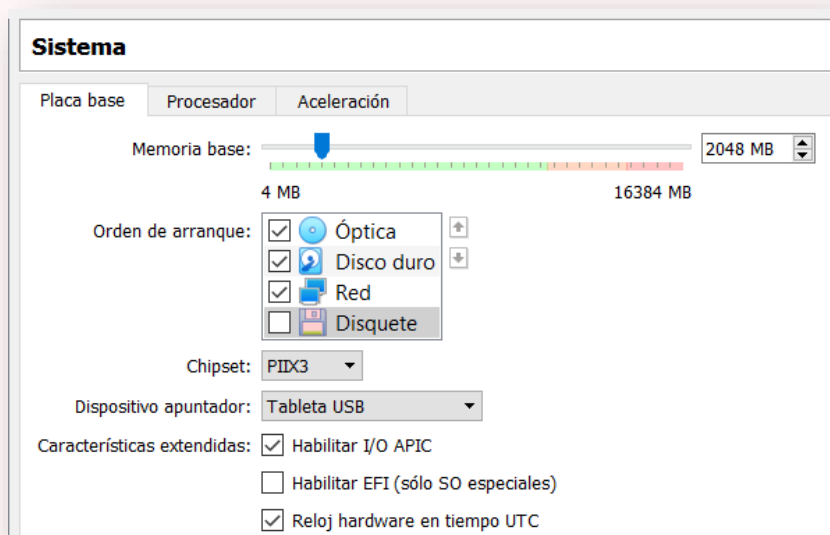 Sistema
Placa base Procesador Aceleración
Memoria base: 2048 MB
4 MB 16384 MB
Orden de arranque: Óptica
Disco duro
Red
Disquete
Chipset: PIIX3
Dispositivo apuntador: Tableta USB
Características extendidas: Habilitar I/O APIC
Habilitar EFI (sólo SO especiales)
Reloj hardware en tiempo UTC